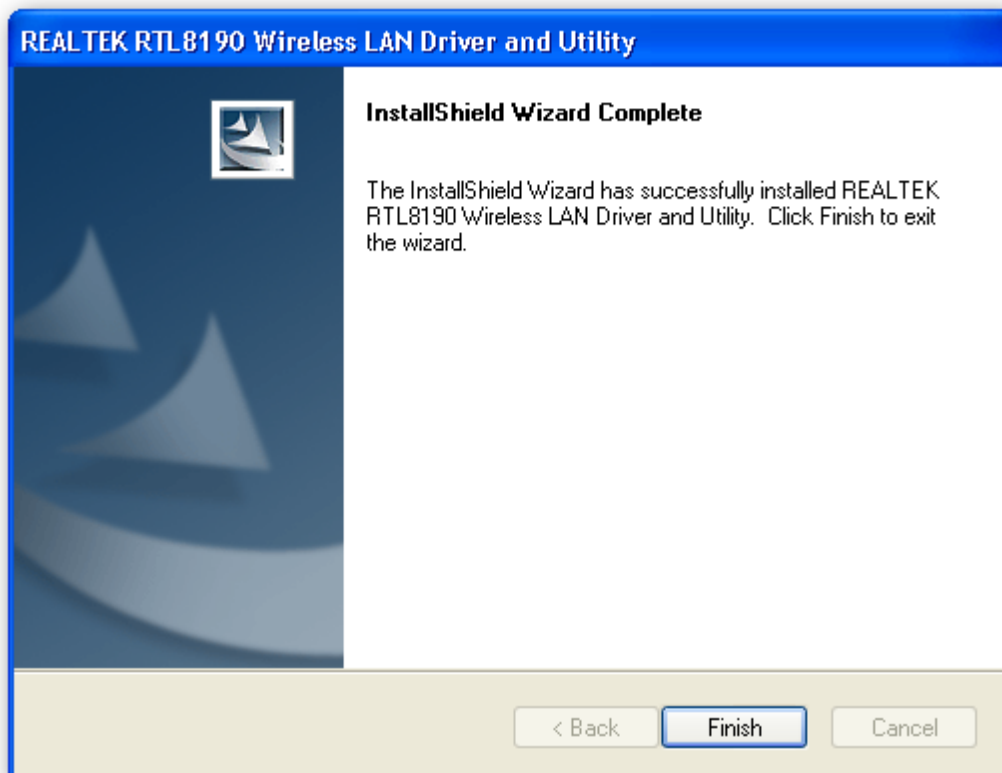 REALTEK RTL8190 Wireless LAN Driver and Utility
InstallShield Wizard Complete
The InstallShield Wizard has successfully installed REALTEK
RTL8190 Wireless LAN Driver and Utility.  Click Finish to exit
the wizard.
< Back
Finish
Cancel